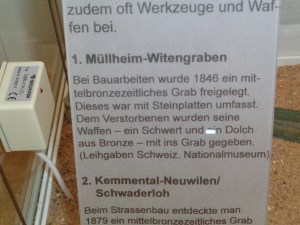 zudem oft Werkzeuge und Waf-
fen bei.
1. Müllheim-Witengraben
Bei Bauarbeiten wurde 1846 ein mit-
telbronzezeitliches Grab freigelegt.
Dieses war mit Steinplatten umfasst.
Dem Verstorbenen wurden seine
Waffen – ein Schwert und ein Dolch
aus Bronze – mit ins Grab gegeben.
(Leihgaben Schweiz. Nationalmuseum)
2. Kemmental-Neuwilen/
Schwaderloh
Beim Strassenbau entdeckte man
1879 ein mittelbronzezeitliches Grab